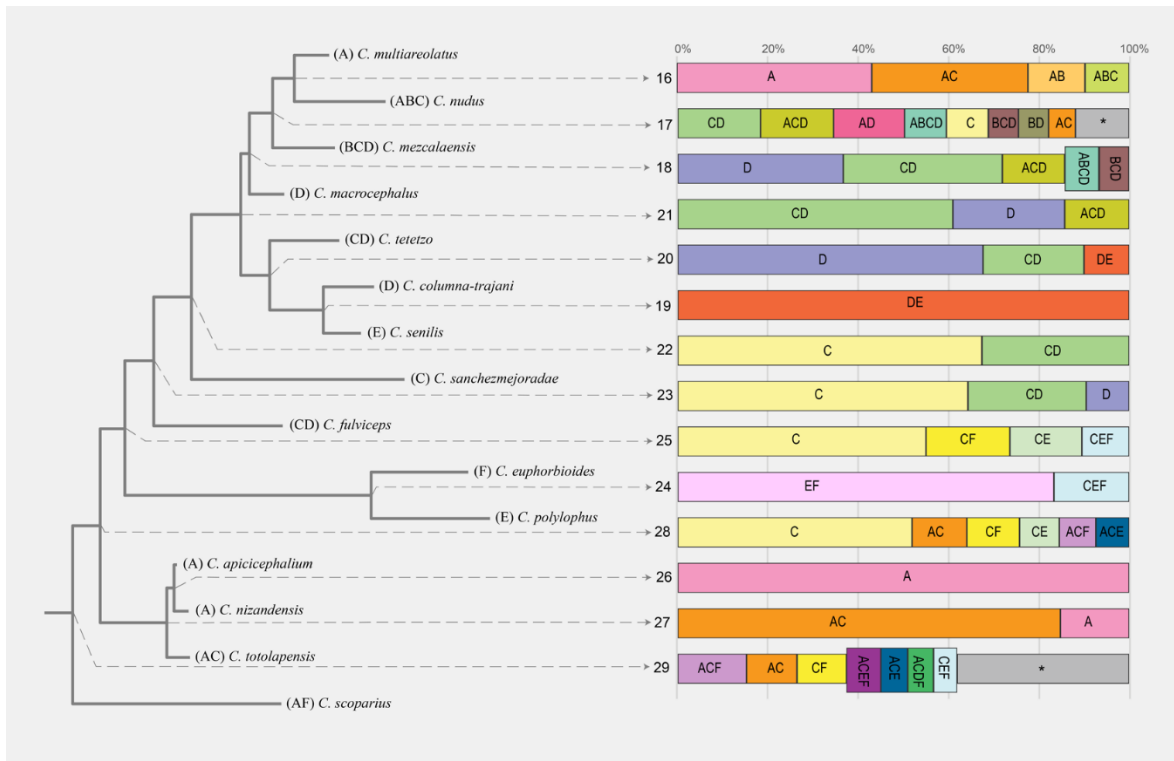 0% 20% 40% 60% 80% 100%
(A) C. multiareolatus
16 A AC AB ABC
(ABC) C. nudus
17 CD ACD AD ABCD C BCD BD AC *
(BCD) C. mezcalaensis
18 D CD ACD ABCD BCD
(D) C. macrocephalus
21 CD D ACD
(CD) C. tetetzo
20 D CD DE
(D) C. columna-trajani
19 DE
(E) C. senilis
22 C CD
(C) C. sanchezmejoradae
23 C CD D
(CD) C. fulviceps
25 C CF CE CEF
(F) C. euphorbioides
24 EF CEF
(E) C. polylophus
28 C AC CF CE ACF ACE
(A) C. apicicephalium
26 A
(A) C. nizandensis
27 AC A
(AC) C. totolapensis
29 ACF AC CF ACEF ACE ACDF CEF *
(AF) C. scoparius